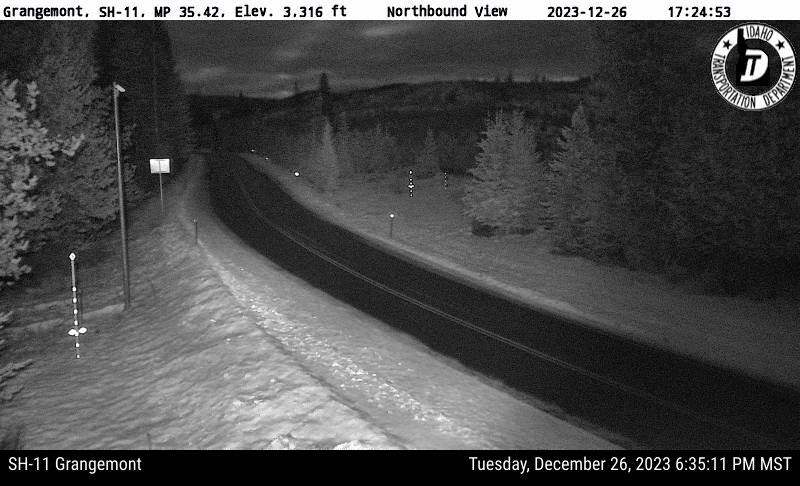 Grangemont, SH-11, MP 35.42, Elev. 3,316 ft Northbound View 2023-12-26 17:24:53
IDAHO
TRANSPORTATION DEPARTMENT
SH-11 Grangemont Tuesday, December 26, 2023 6:35:11 PM MST